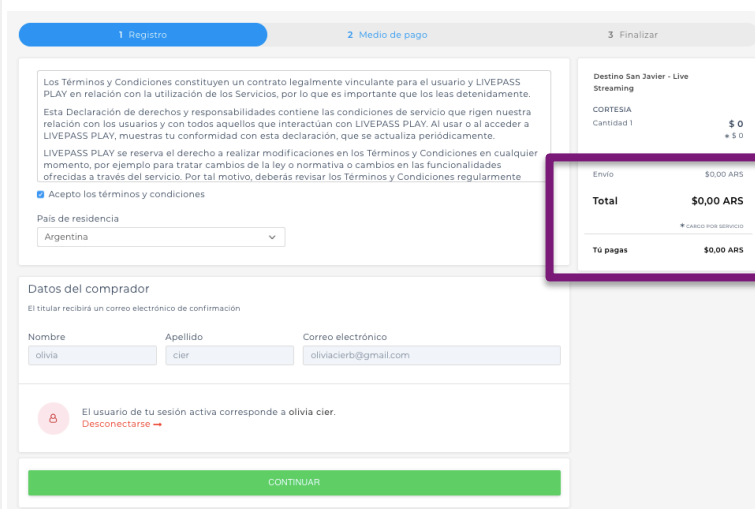 1 Registro
2 Medio de pago
3 Finalizar
Los Términos y Condiciones constituyen un contrato legalmente vinculante para el usuario y LIVEPASS
PLAY en relación con la utilización de los Servicios, por lo que es importante que los leas detenidamente.
Esta Declaración de derechos y responsabilidades contiene las condiciones de servicio que rigen nuestra
relación con los usuarios y con todos aquellos que interactúan con LIVEPASS PLAY. Al usar o al acceder a
LIVEPASS PLAY, muestras tu conformidad con esta declaración, que se actualiza periódicamente.
LIVEPASS PLAY se reserva el derecho a realizar modificaciones en los Términos y Condiciones en cualquier
momento, por ejemplo para tratar cambios de la ley o normativa o cambios en las funcionalidades
ofrecidas a través del servicio. Por tal motivo, deberás revisar los Términos y Condiciones regularmente
Acepto los términos y condiciones
País de residencia
Argentina
Datos del comprador
El titular recibirá un correo electrónico de confirmación
Nombre
Apellido
Correo electrónico
olivia
cier
oliviacierb@gmail.com
El usuario de tu sesión activa corresponde a olivia cier.
Desconectarse →
CONTINUAR
Destino San Javier - Live
Streaming
CORTESIA
Cantidad 1
$ 0
* $ 0
Envío $0,00 ARS
Total $0,00 ARS
* CARGO POR SERVICIO
Tú pagas $0,00 ARS